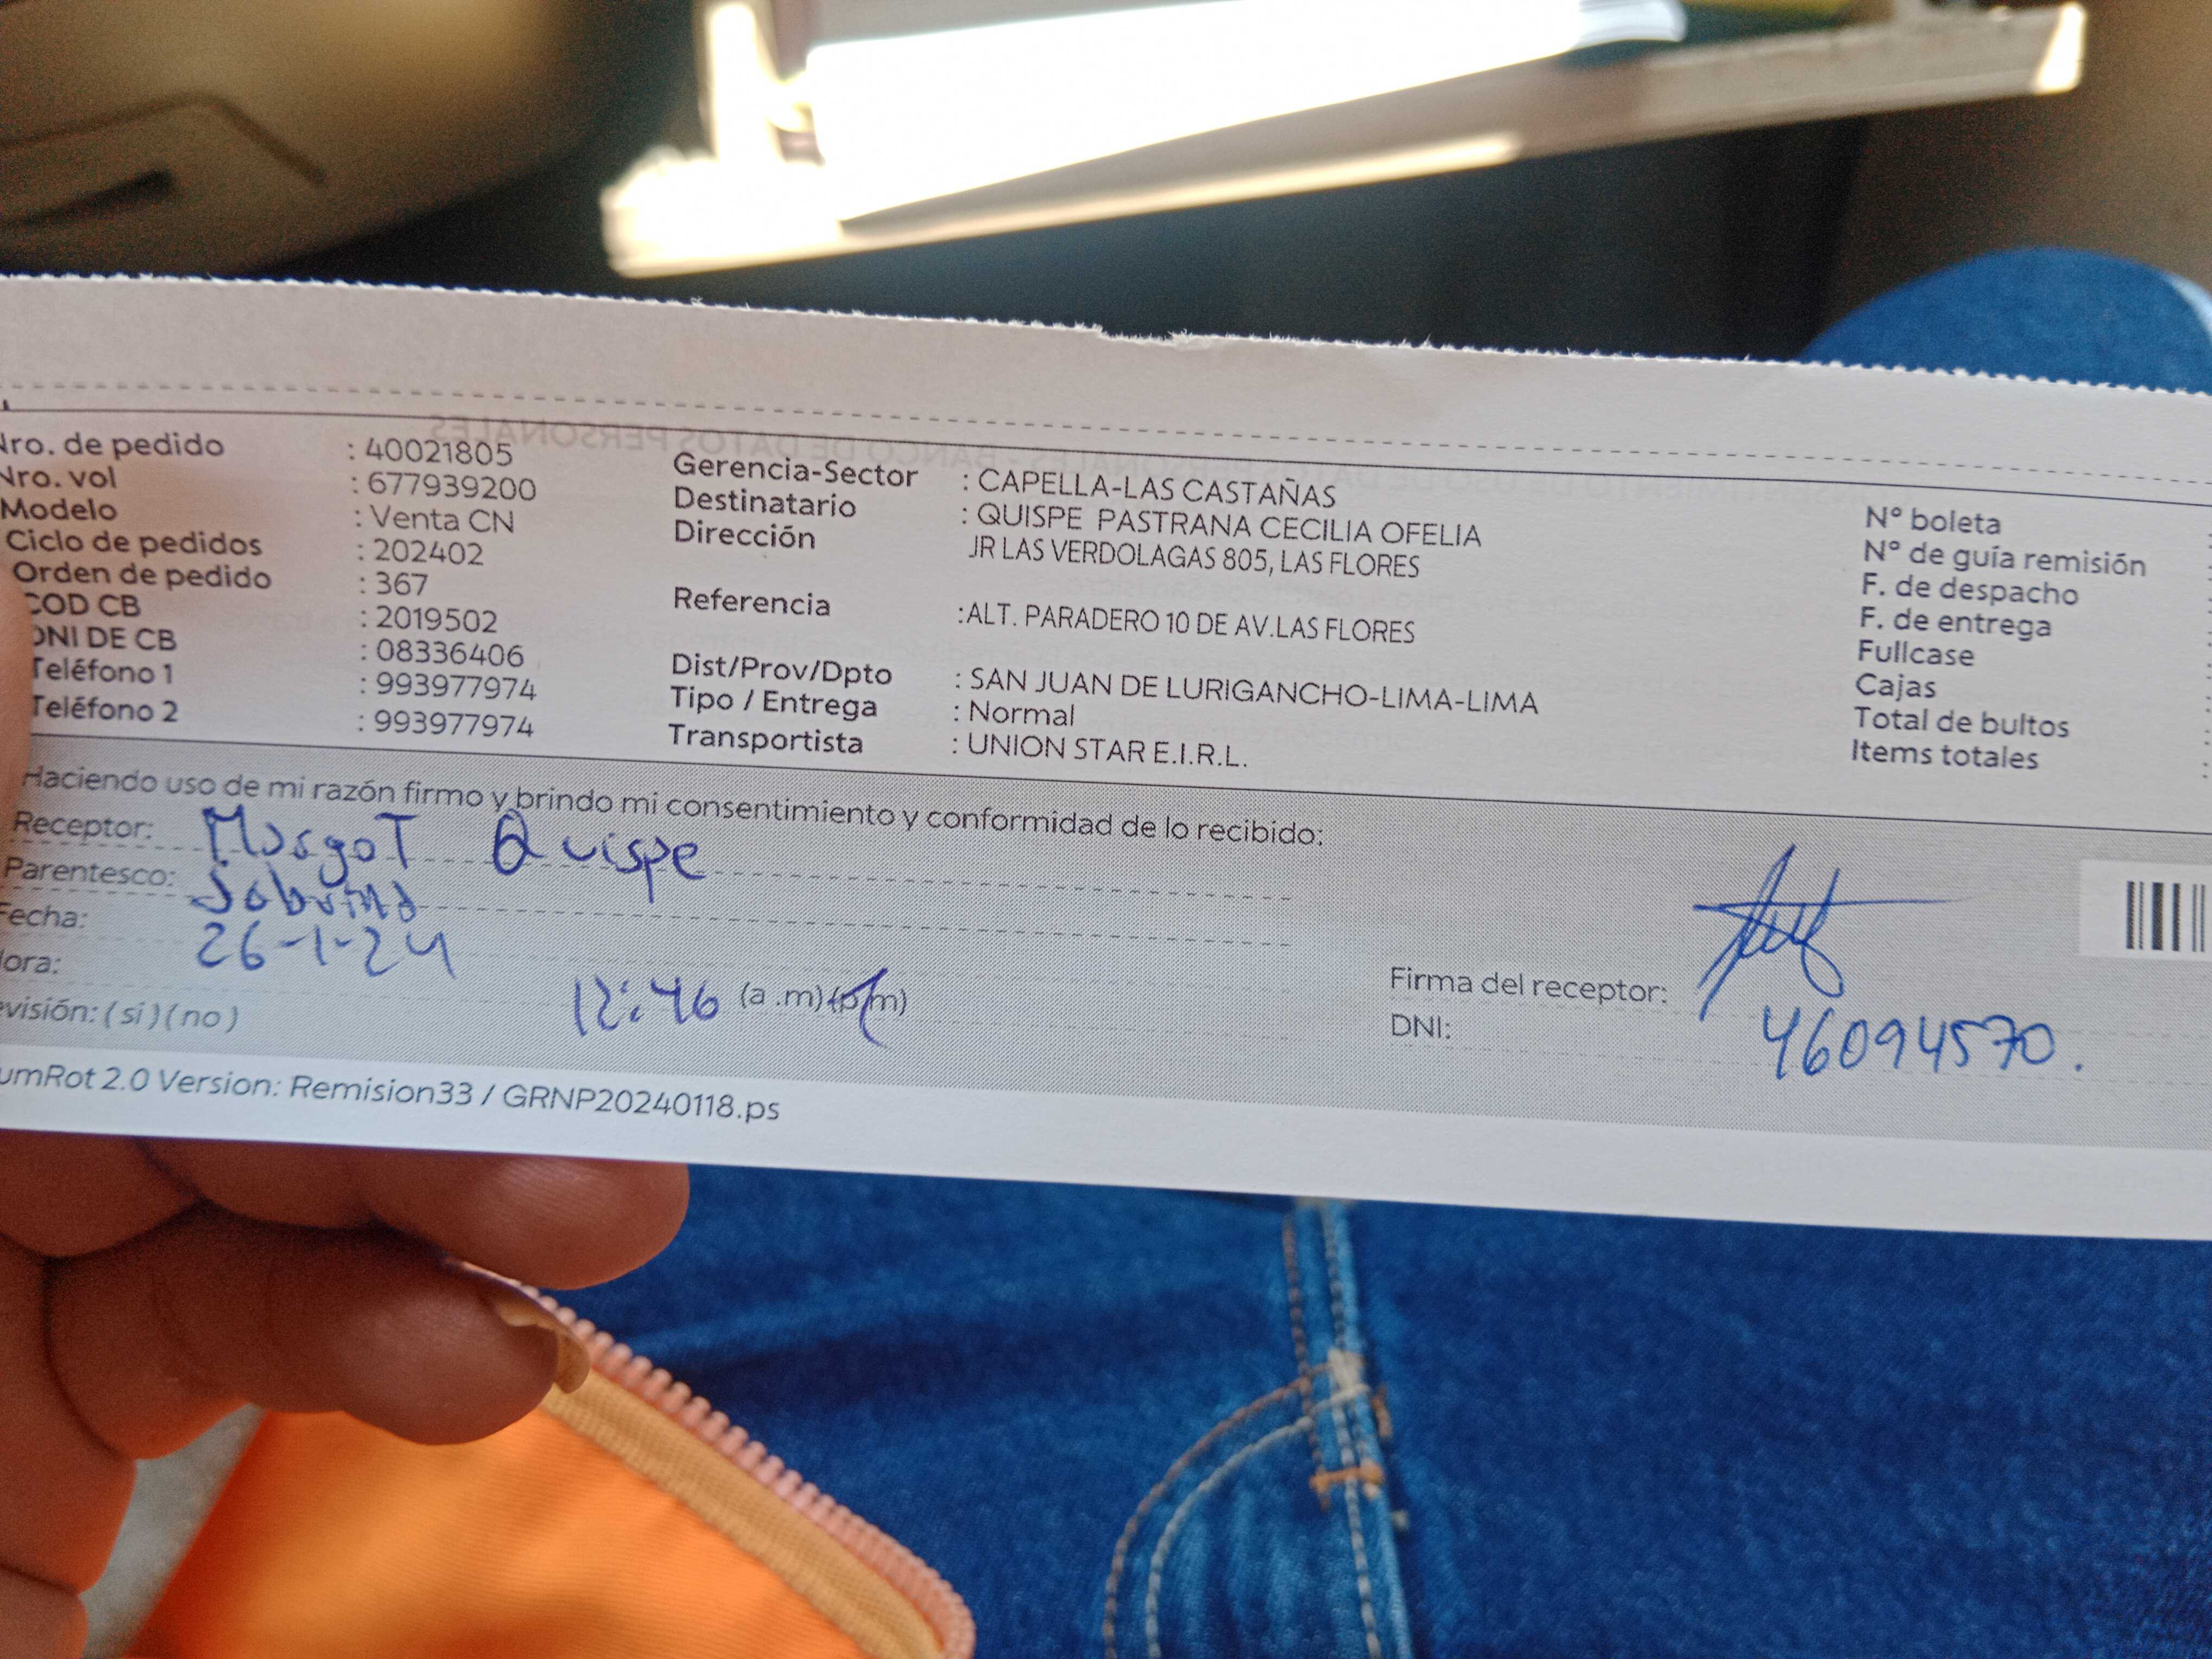 Nro. de pedido : 40021805
Nro. vol : 677939200
Modelo : Venta CN
Ciclo de pedidos : 202402
Orden de pedido : 367
COD CB : 2019502
DNI DE CB : 08336406
Teléfono 1 : 993977974
Teléfono 2 : 993977974
Gerencia-Sector : CAPELLA-LAS CASTAÑAS
Destinatario : QUISPE PASTRANA CECILIA OFELIA
Dirección JR LAS VERDOLAGAS 805, LAS FLORES
Referencia :ALT. PARADERO 10 DE AV.LAS FLORES
Dist/Prov/Dpto : SAN JUAN DE LURIGANCHO-LIMA-LIMA
Tipo / Entrega : Normal
Transportista : UNION STAR E.I.R.L.
N° boleta :
N° de guía remisión :
F. de despacho :
F. de entrega :
Fullcase :
Cajas :
Total de bultos :
Items totales :
Haciendo uso de mi razón firmo y brindo mi consentimiento y conformidad de lo recibido:
Receptor: Margot Quispe
Parentesco: Sobrina
Fecha: 26-1-24
Hora: 12:46 (a .m) (p.m)
evisión: ( si ) ( no )
Firma del receptor:
DNI: 46094570.
umRot 2.0 Version: Remision33 / GRNP20240118.ps